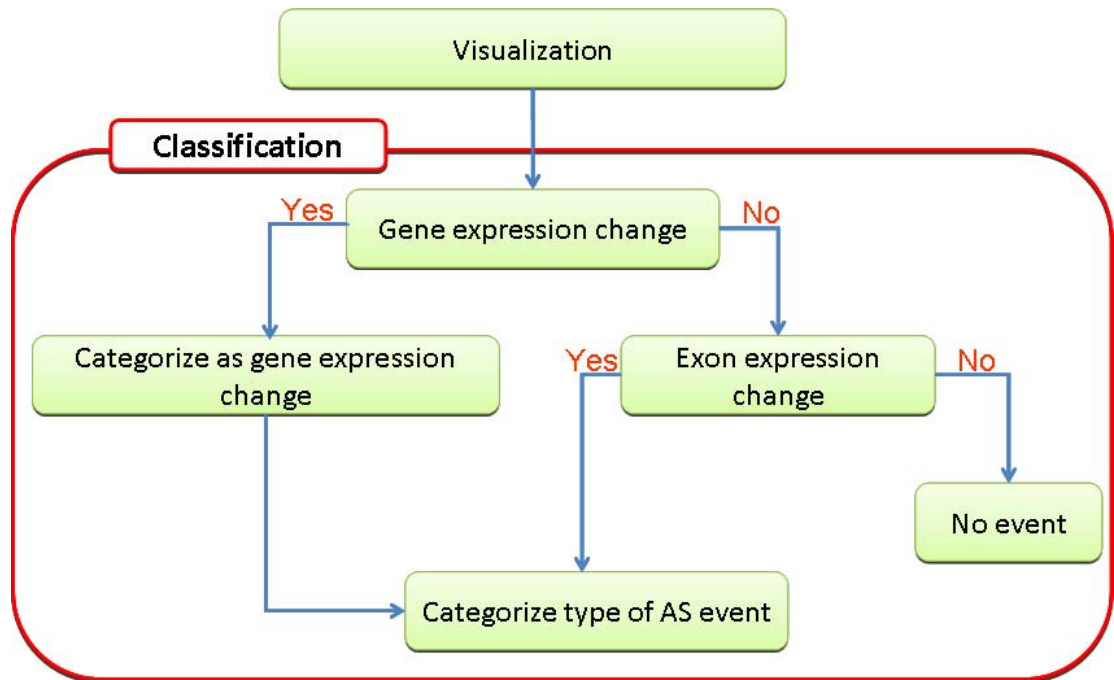 Visualization
Classification
Yes
Gene expression change
No
Categorize as gene expression
change
Yes
Exon expression
change
No
No event
Categorize type of AS event